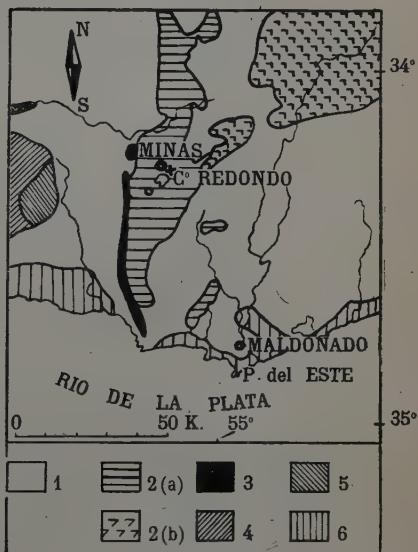 N
34°
S
MINAS
C° REDONDO
MALDONADO
P. del ESTE
RIO DE LA PLATA
0 50 K. 55°
35°
1 2(a) 3 5
2(b) 4 6